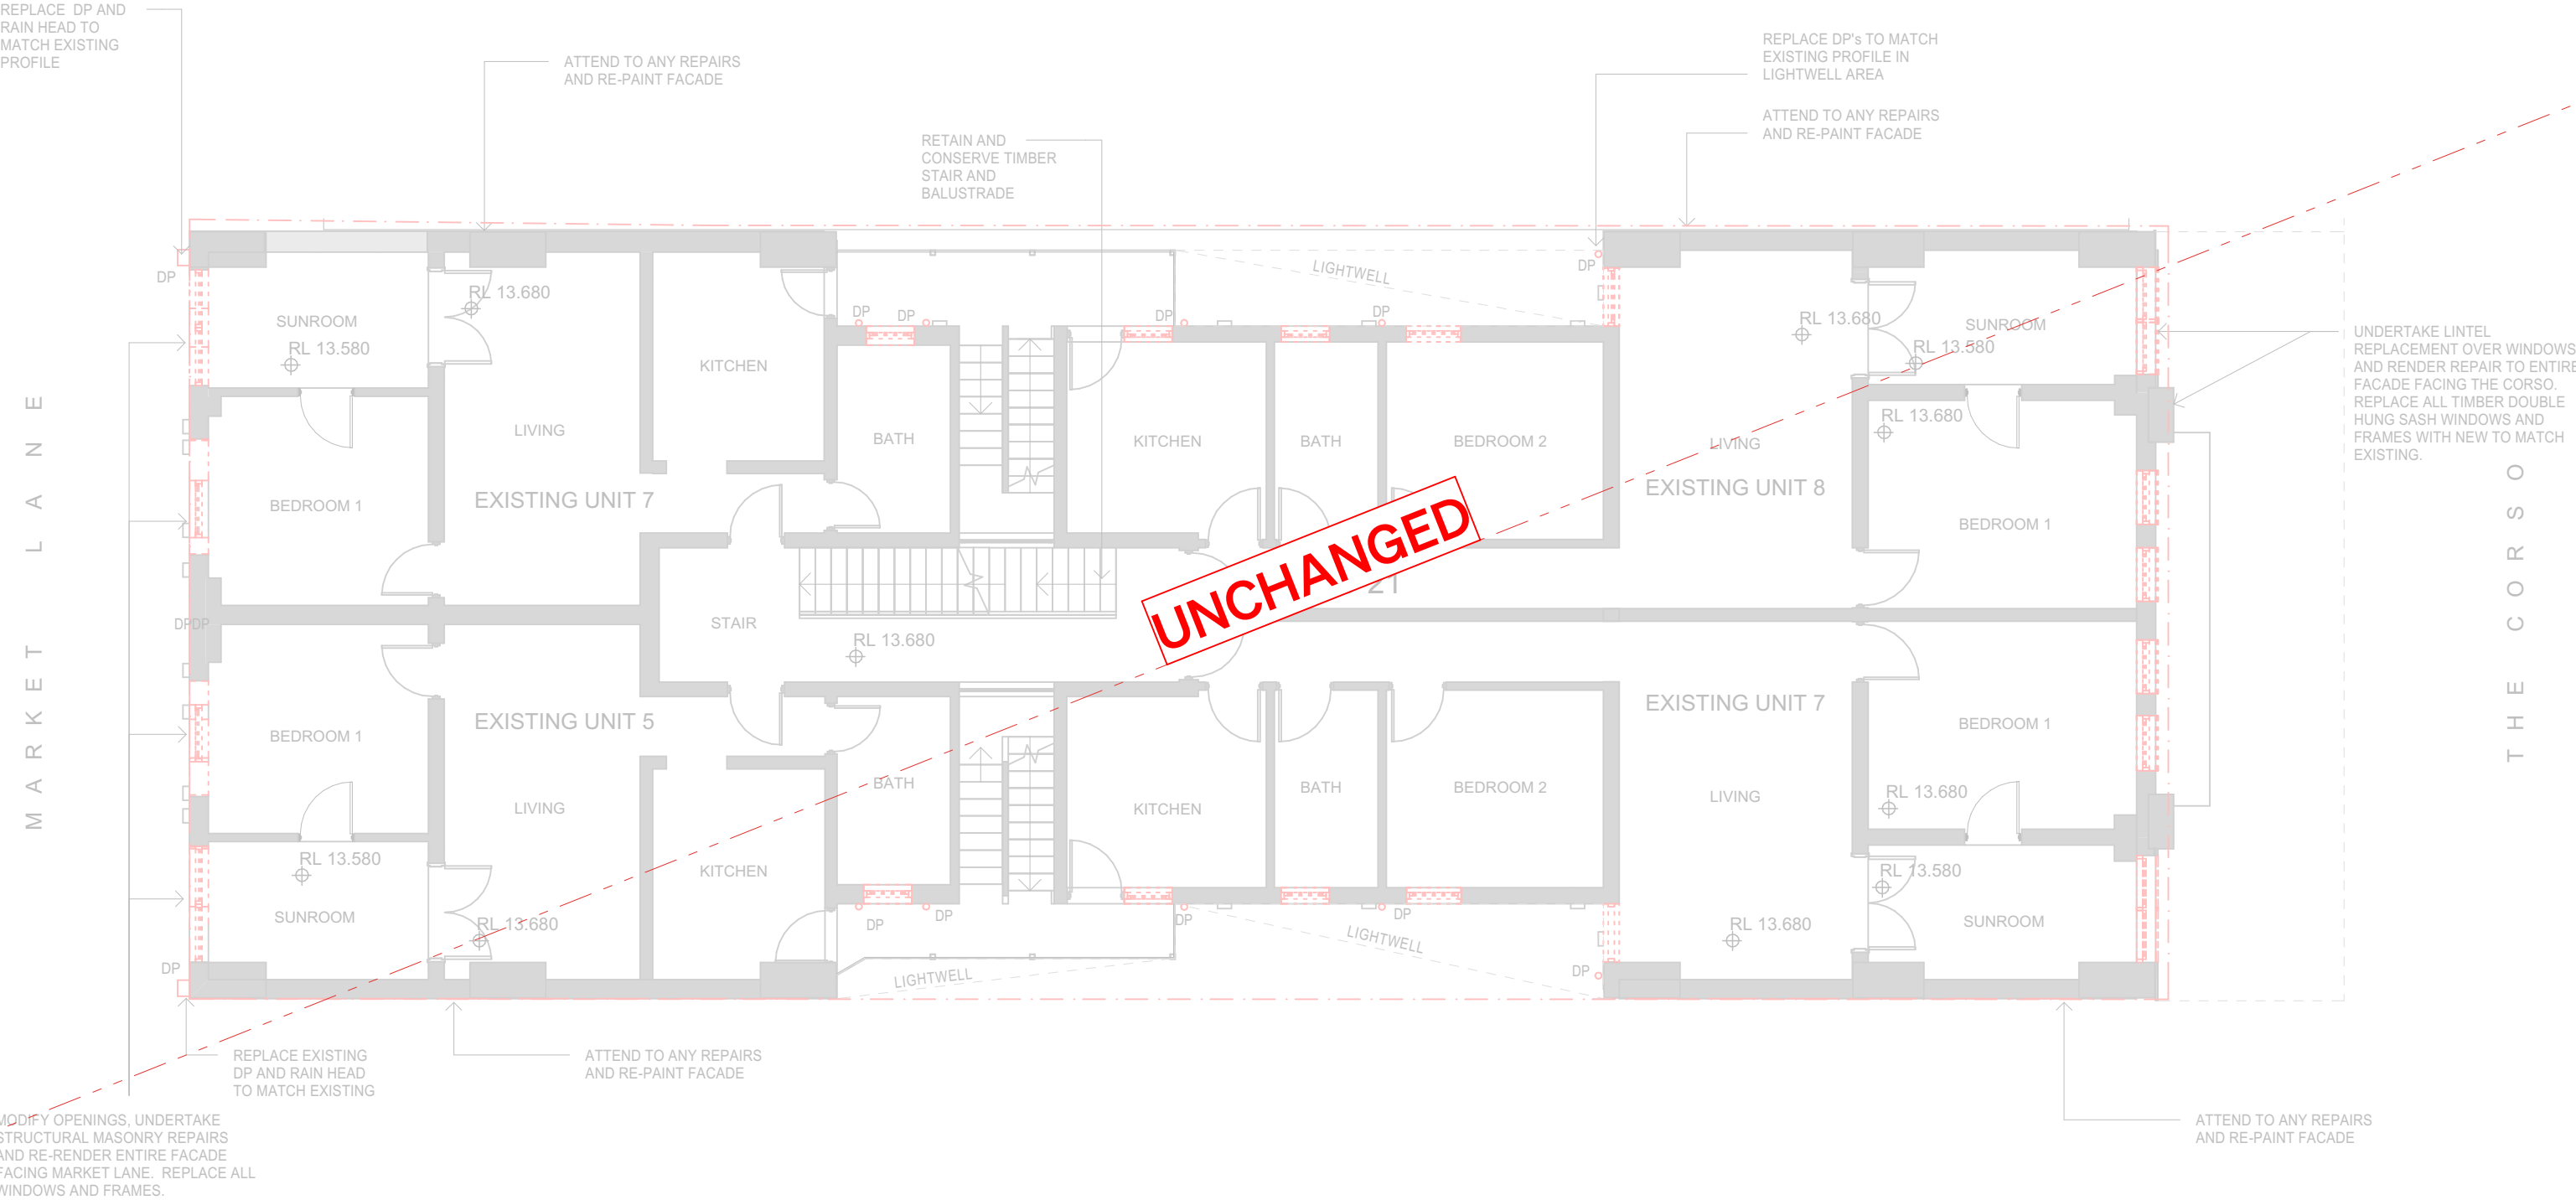 REPLACE DP AND
RAIN HEAD TO
MATCH EXISTING
PROFILE
ATTEND TO ANY REPAIRS
AND RE-PAINT FACADE
RETAIN AND
CONSERVE TIMBER
STAIR AND
BALUSTRADE
REPLACE DP's TO MATCH
EXISTING PROFILE IN
LIGHTWELL AREA
ATTEND TO ANY REPAIRS
AND RE-PAINT FACADE
UNDERTAKE LINTEL
REPLACEMENT OVER WINDOWS
AND RENDER REPAIR TO ENTIRE
FACADE FACING THE CORSO.
REPLACE ALL TIMBER DOUBLE
HUNG SASH WINDOWS AND
FRAMES WITH NEW TO MATCH
EXISTING.
MARKET LANE
THE CORSO
DP
SUNROOM
RL 13.580
RL 13.680
LIVING
KITCHEN
BEDROOM 1
EXISTING UNIT 7
BATH
DP
DP
DP
DP
DP
LIGHTWELL
KITCHEN
BATH
BEDROOM 2
LIVING
RL 13.680
EXISTING UNIT 8
SUNROOM
RL 13.580
RL 13.680
BEDROOM 1
UNCHANGED
21
STAIR
RL 13.680
DPDP
BEDROOM 1
EXISTING UNIT 5
LIVING
KITCHEN
BATH
RL 13.580
SUNROOM
RL 13.680
DP
DP
DP
DP
DP
DP
LIGHTWELL
LIGHTWELL
KITCHEN
BATH
BEDROOM 2
EXISTING UNIT 7
LIVING
RL 13.680
BEDROOM 1
RL 13.680
RL 13.580
SUNROOM
REPLACE EXISTING
DP AND RAIN HEAD
TO MATCH EXISTING
ATTEND TO ANY REPAIRS
AND RE-PAINT FACADE
MODIFY OPENINGS, UNDERTAKE
STRUCTURAL MASONRY REPAIRS
AND RE-RENDER ENTIRE FACADE
FACING MARKET LANE. REPLACE ALL
WINDOWS AND FRAMES.
ATTEND TO ANY REPAIRS
AND RE-PAINT FACADE